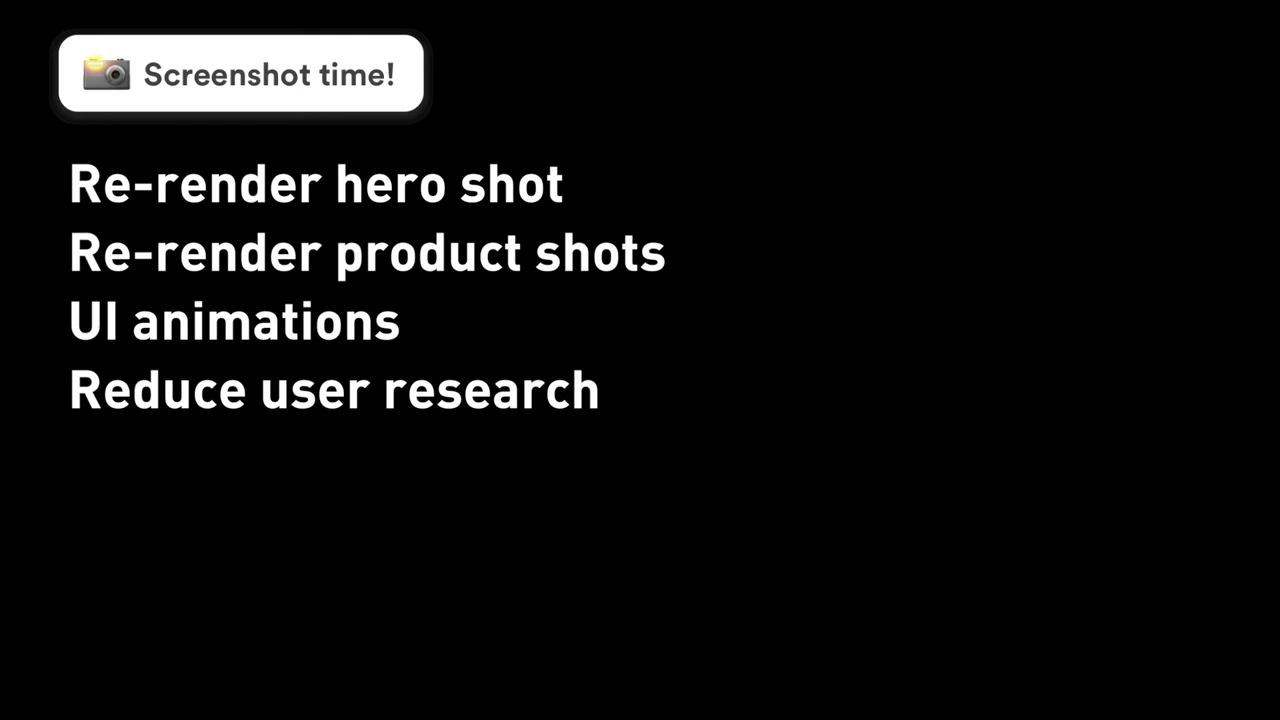 Screenshot time!
Re-render hero shot
Re-render product shots
UI animations
Reduce user research